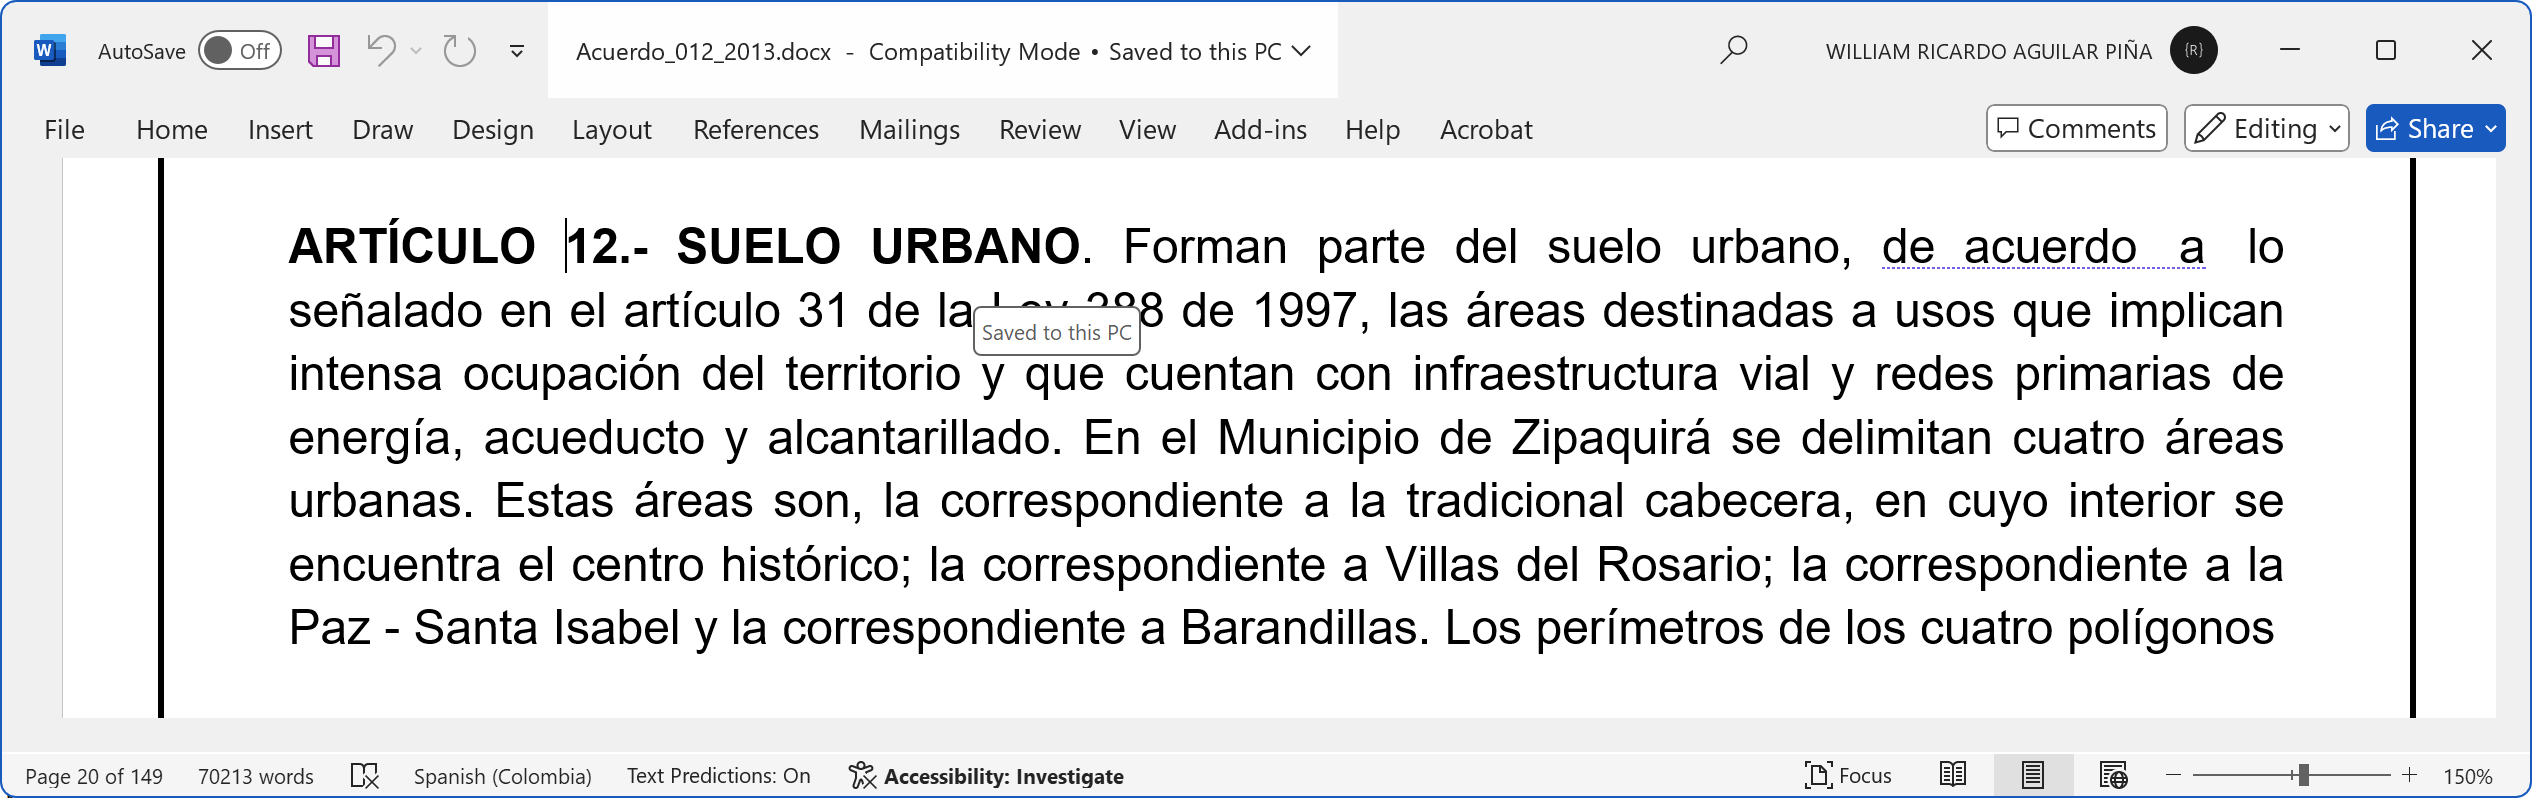 AutoSave Off Acuerdo_012_2013.docx - Compatibility Mode • Saved to this PC WILLIAM RICARDO AGUILAR PIÑA {R}
File Home Insert Draw Design Layout References Mailings Review View Add-ins Help Acrobat Comments Editing Share
ARTÍCULO 12.- SUELO URBANO. Forman parte del suelo urbano, de acuerdo a lo
señalado en el artículo 31 de la Ley 388 de 1997, las áreas destinadas a usos que implican
Saved to this PC
intensa ocupación del territorio y que cuentan con infraestructura vial y redes primarias de
energía, acueducto y alcantarillado. En el Municipio de Zipaquirá se delimitan cuatro áreas
urbanas. Estas áreas son, la correspondiente a la tradicional cabecera, en cuyo interior se
encuentra el centro histórico; la correspondiente a Villas del Rosario; la correspondiente a la
Paz - Santa Isabel y la correspondiente a Barandillas. Los perímetros de los cuatro polígonos
Page 20 of 149 70213 words Spanish (Colombia) Text Predictions: On Accessibility: Investigate Focus 150%